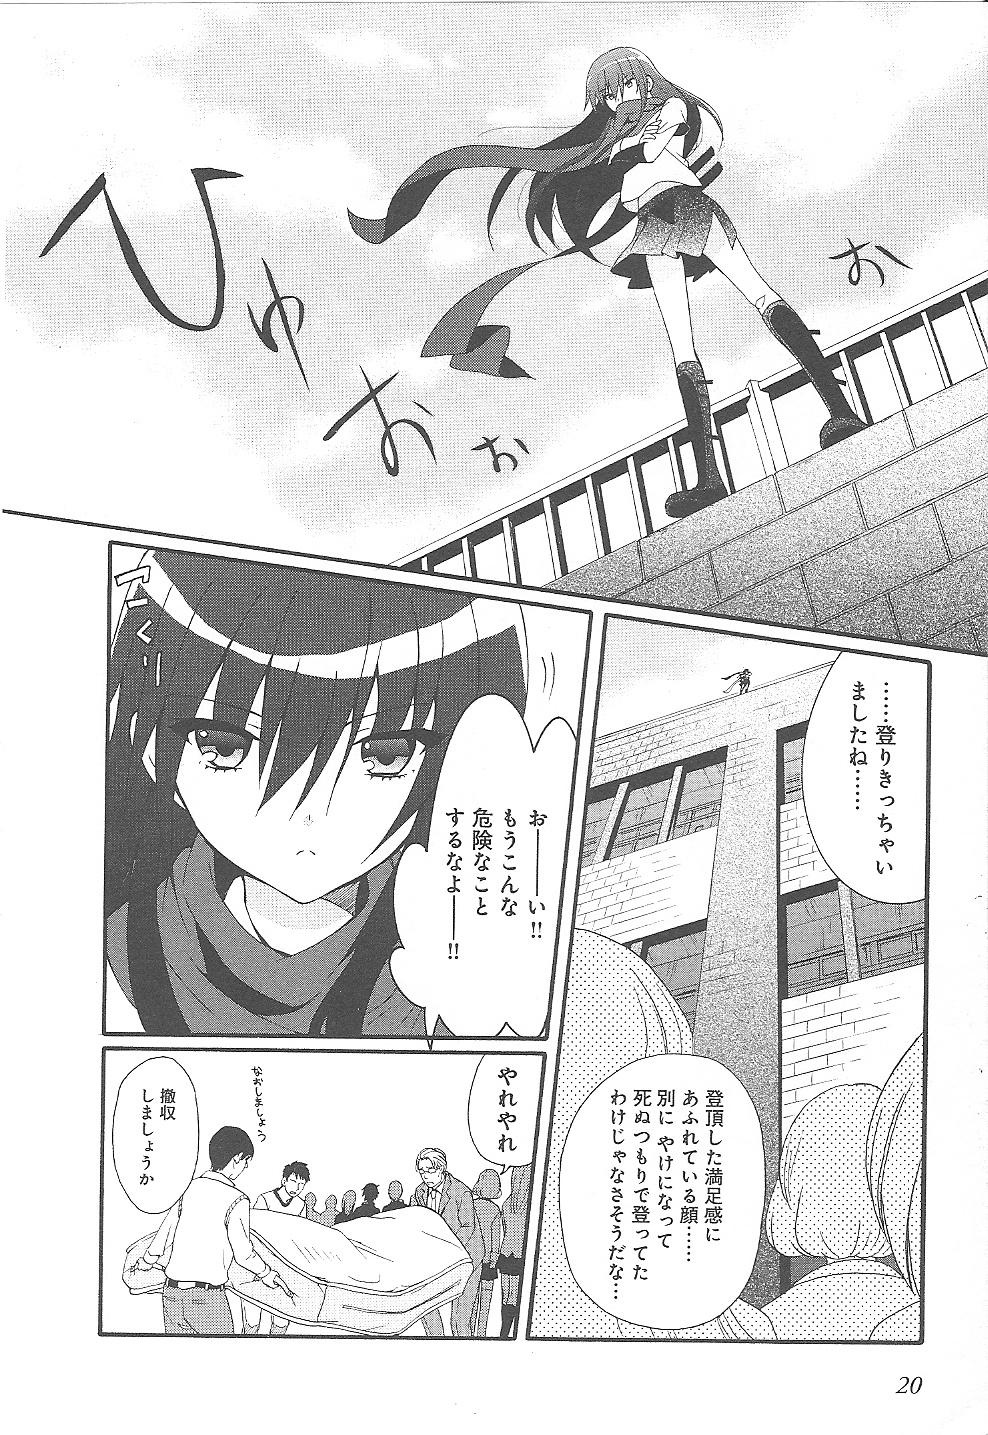 ひゅおおぉ
お
……登りきっちゃい
ましたね……
登頂した満足感に
あふれている顔……
別に やけになって
死ぬつもりで登ってた
わけじゃなさそうだな…
お――い!!
もうこんな
危険なこと
するなよ――!!
こくり
やれやれ
なおしましょう
撤収
しましょうか
20